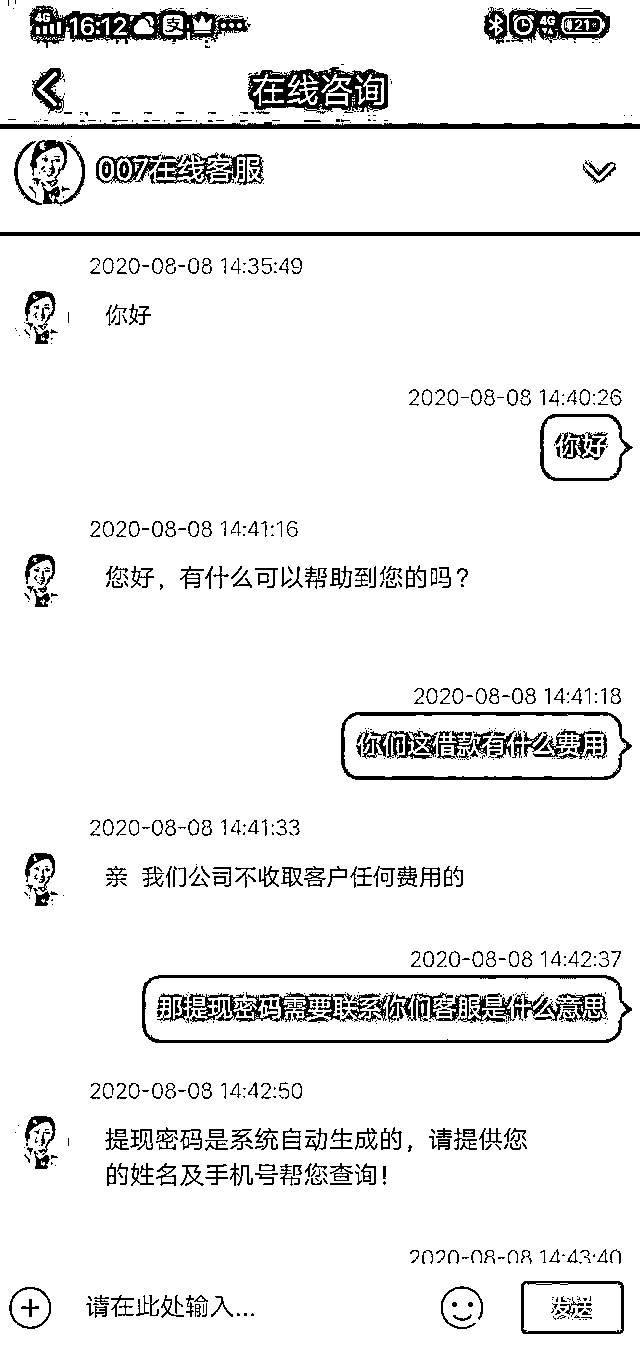 4G 16:12 支 4G 21
在线咨询
007在线客服
2020-08-08 14:35:49
你好
2020-08-08 14:40:26
你好
2020-08-08 14:41:16
您好，有什么可以帮助到您的吗？
2020-08-08 14:41:18
你们这借款有什么费用
2020-08-08 14:41:33
亲 我们公司不收取客户任何费用的
2020-08-08 14:42:37
那提现密码需要联系你们客服是什么意思
2020-08-08 14:42:50
提现密码是系统自动生成的，请提供您
的姓名及手机号帮您查询！
2020-08-08 14:43:40
请在此处输入...
发送